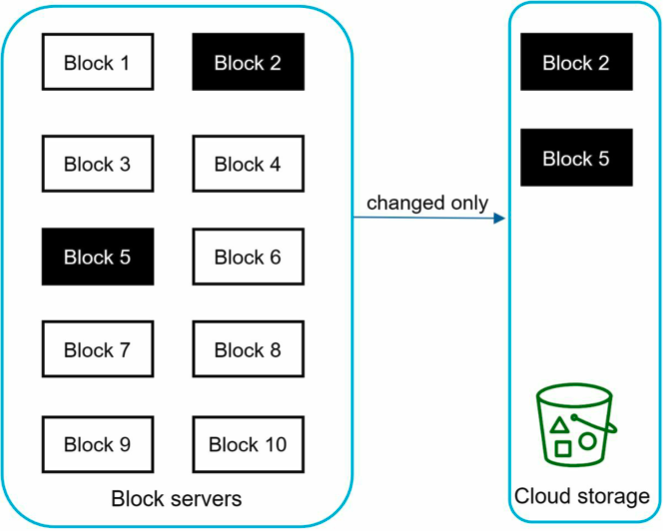 Block 1
Block 2
Block 3
Block 4
Block 5
Block 6
Block 7
Block 8
Block 9
Block 10
Block servers
changed only
Block 2
Block 5
Cloud storage